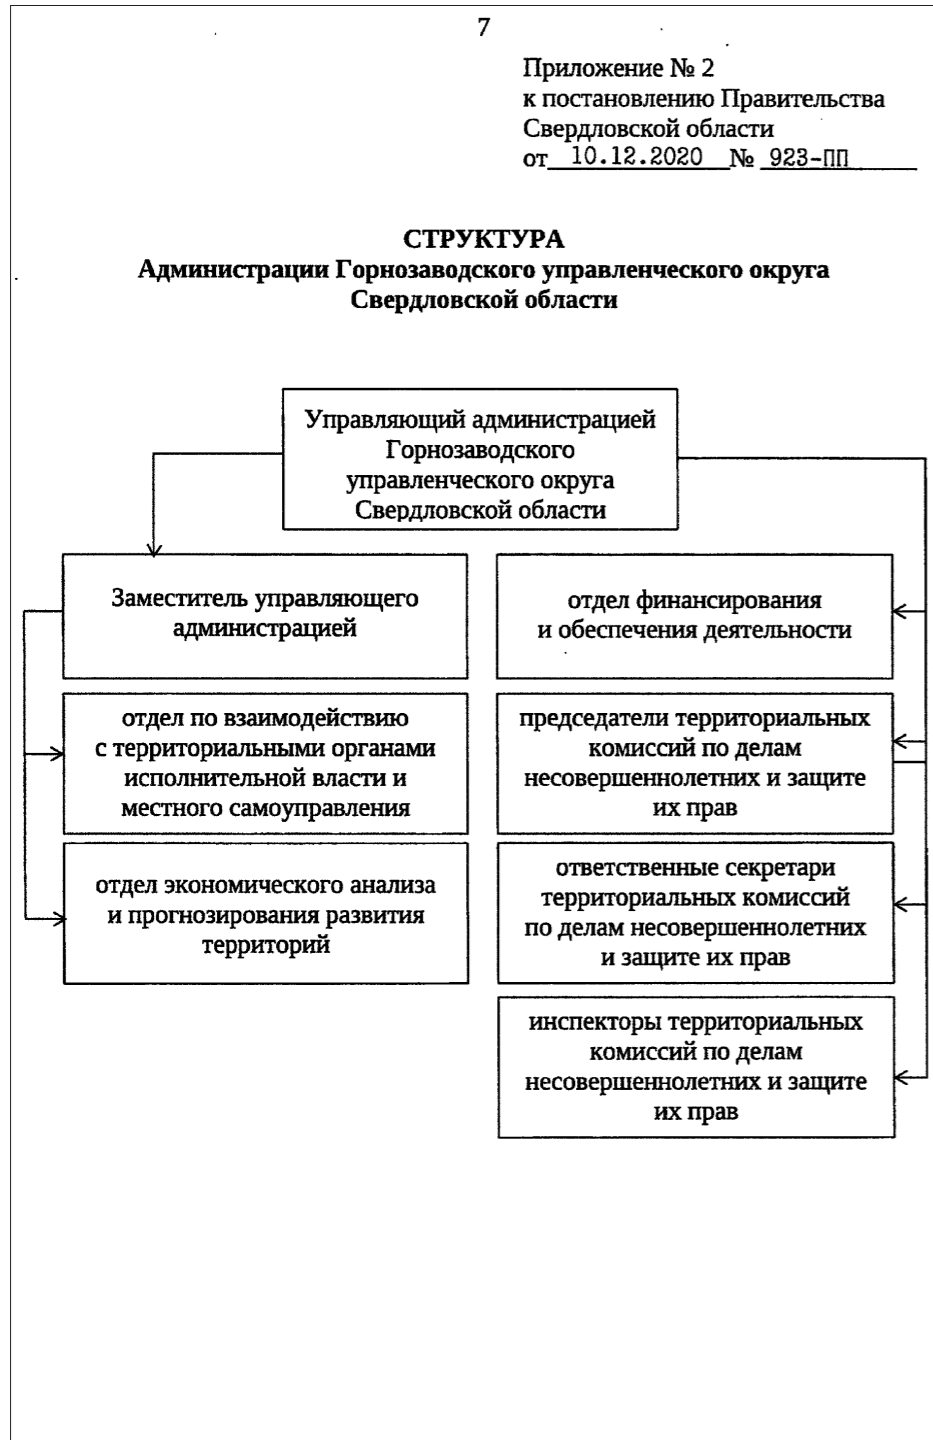 7
Приложение № 2
к постановлению Правительства
Свердловской области
от 10.12.2020 № 923-ПП
СТРУКТУРА
Администрации Горнозаводского управленческого округа
Свердловской области
Управляющий администрацией
Горнозаводского
управленческого округа
Свердловской области
Заместитель управляющего
администрацией
отдел финансирования
и обеспечения деятельности
отдел по взаимодействию
с территориальными органами
исполнительной власти и
местного самоуправления
председатели территориальных
комиссий по делам
несовершеннолетних и защите
их прав
отдел экономического анализа
и прогнозирования развития
территорий
ответственные секретари
территориальных комиссий
по делам несовершеннолетних
и защите их прав
инспекторы территориальных
комиссий по делам
несовершеннолетних и защите
их прав